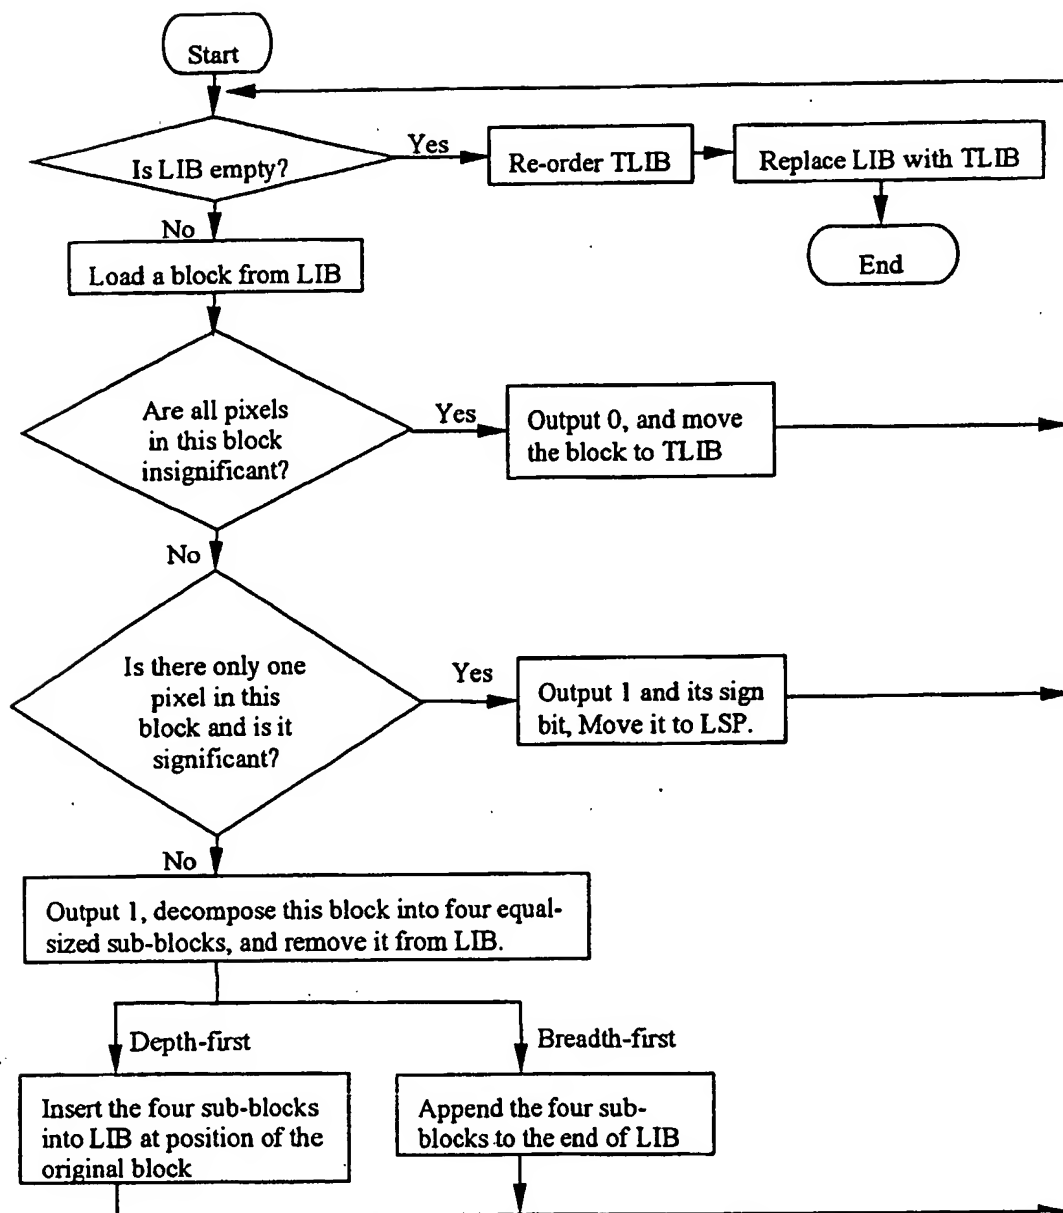 Start
Is LIB empty?
Yes
Re-order TLIB
Replace LIB with TLIB
No
Load a block from LIB
End
Are all pixels
in this block
insignificant?
Yes
Output 0, and move
the block to TLIB
No
Is there only one
pixel in this
block and is it
significant?
Yes
Output 1 and its sign
bit, Move it to LSP.
No
Output 1, decompose this block into four equal-
sized sub-blocks, and remove it from LIB.
Depth-first
Breadth-first
Insert the four sub-blocks
into LIB at position of the
original block
Append the four sub-
blocks to the end of LIB